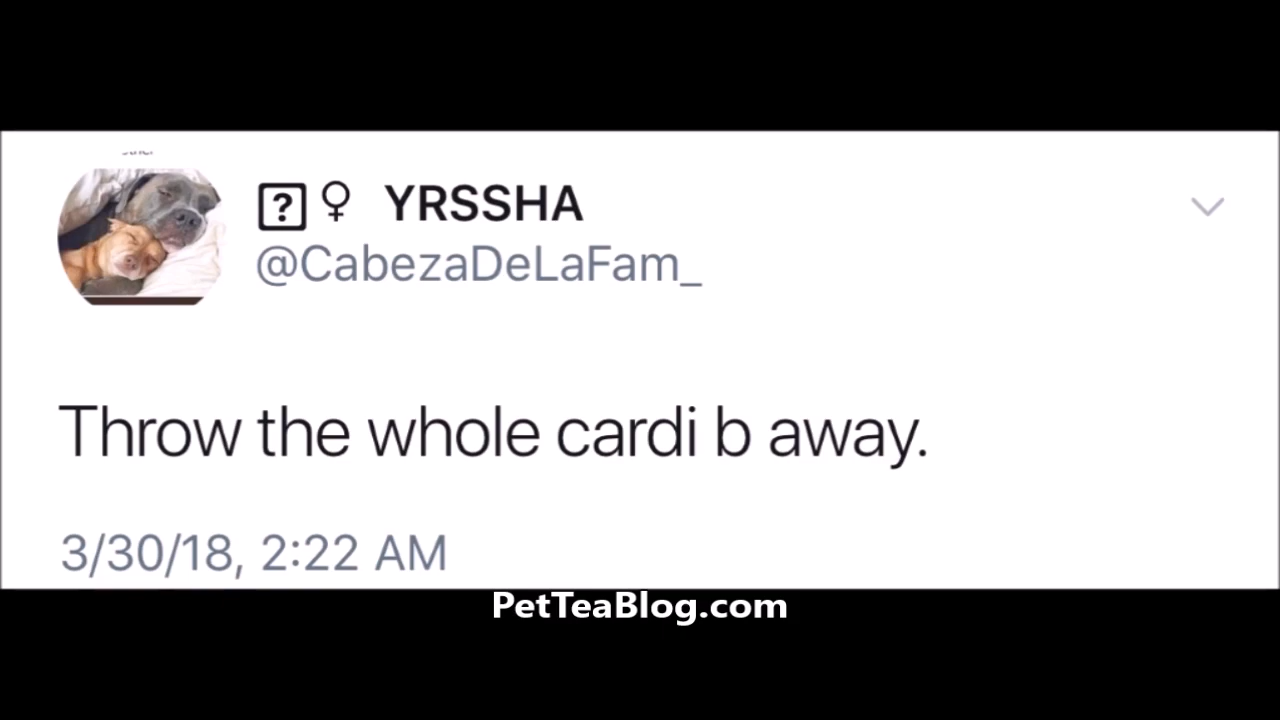 ♀ YRSSHA
@CabezaDeLaFam_
Throw the whole cardi b away.
3/30/18, 2:22 AM
PetTeaBlog.com